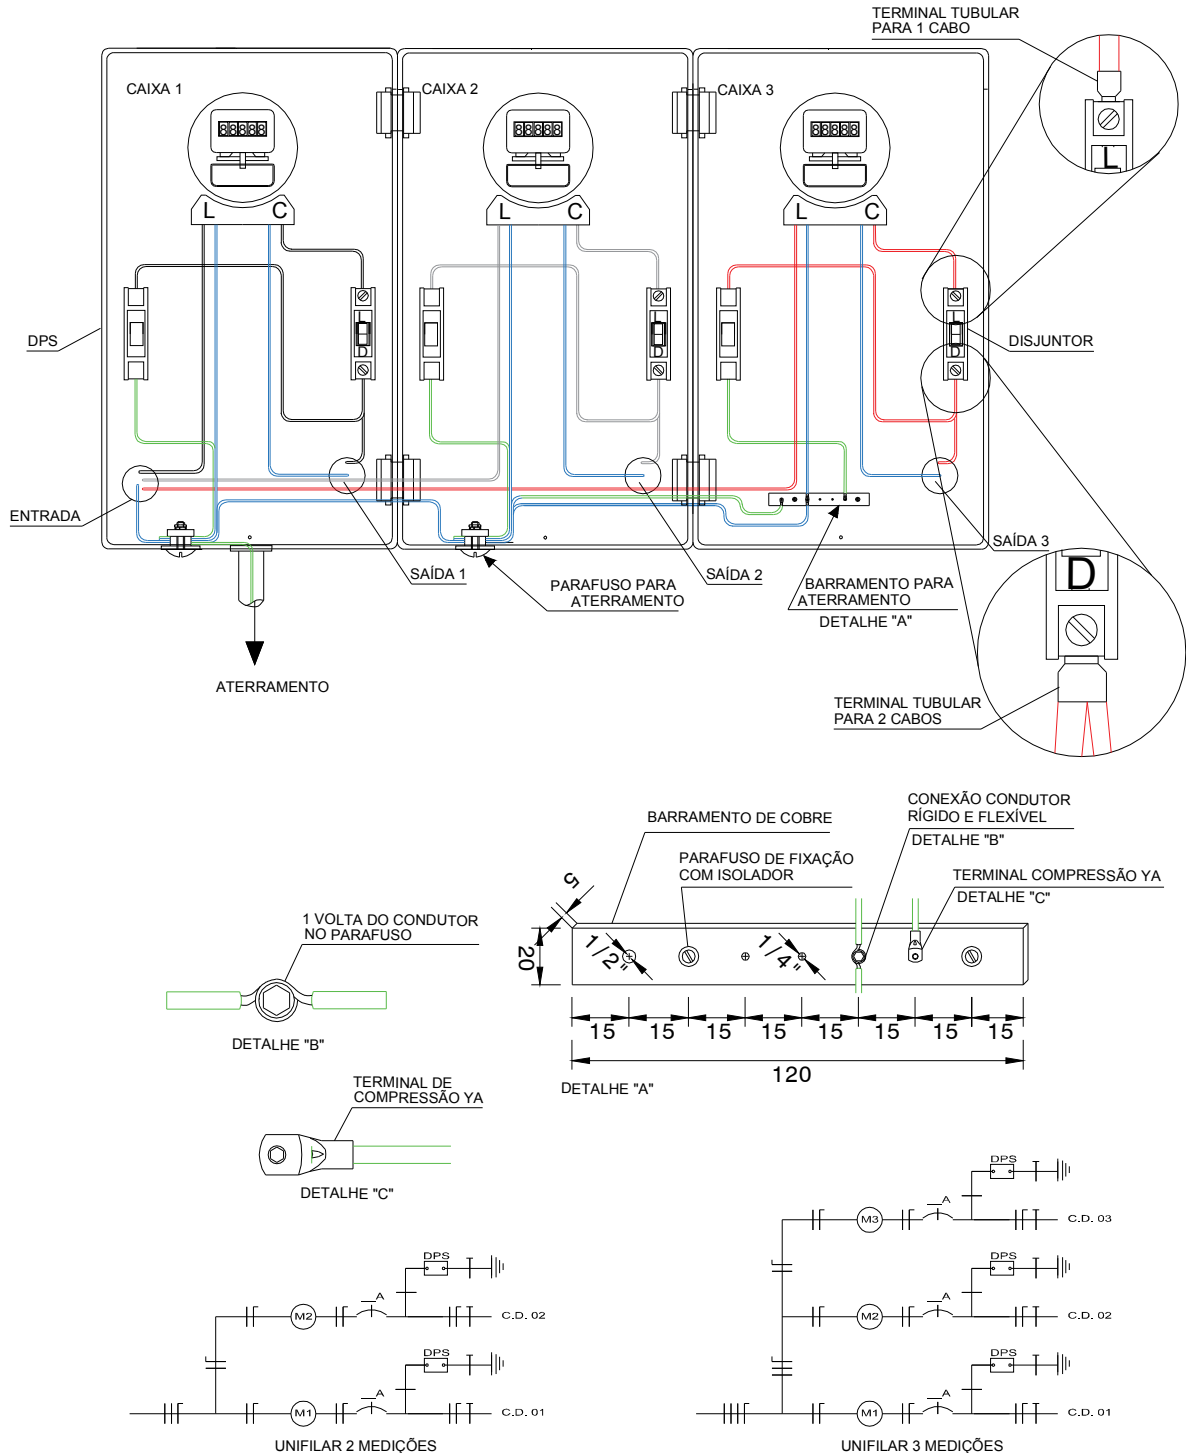 TERMINAL TUBULAR
PARA 1 CABO
CAIXA 1
CAIXA 2
CAIXA 3
88888
88888
88888
L
L C
L C
L C
DPS
L
D
L
D
L
D
DISJUNTOR
ENTRADA
SAÍDA 1
PARAFUSO PARA
ATERRAMENTO
SAÍDA 2
BARRAMENTO PARA
ATERRAMENTO
DETALHE "A"
SAÍDA 3
D
ATERRAMENTO
TERMINAL TUBULAR
PARA 2 CABOS
BARRAMENTO DE COBRE
CONEXÃO CONDUTOR
RÍGIDO E FLEXÍVEL
DETALHE "B"
PARAFUSO DE FIXAÇÃO
COM ISOLADOR
TERMINAL COMPRESSÃO YA
DETALHE "C"
5
20
1/2"
1/4"
15 15 15 15 15 15 15 15
120
DETALHE "A"
1 VOLTA DO CONDUTOR
NO PARAFUSO
DETALHE "B"
TERMINAL DE
COMPRESSÃO YA
DETALHE "C"
DPS
A
M2
C.D. 02
DPS
A
M1
C.D. 01
UNIFILAR 2 MEDIÇÕES
DPS
A
M3
C.D. 03
DPS
A
M2
C.D. 02
DPS
A
M1
C.D. 01
UNIFILAR 3 MEDIÇÕES